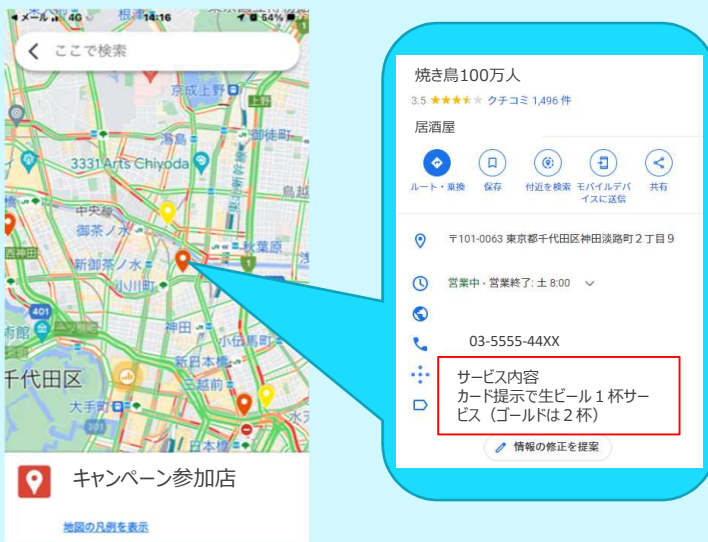 メール
4G
14:16
54%
ここで検索
根津
京成上野
湯島
御徒町
3331 Arts Chiyoda
鳥越
中央線
御茶ノ水
秋葉原
新御茶ノ水
小川町
401
神田
小伝馬町
新日本橋
三越前
千代田区
大手町
301
日本橋
水天
キャンペーン参加店
地図の凡例を表示
焼き鳥100万人
3.5 クチコミ 1,496 件
居酒屋
ルート・乗換
保存
付近を検索
モバイルデバ
イスに送信
共有
〒101-0063 東京都千代田区神田淡路町2丁目9
営業中・営業終了: 土 8:00
03-5555-44XX
サービス内容
カード提示で生ビール1杯サー
ビス（ゴールドは2杯）
情報の修正を提案